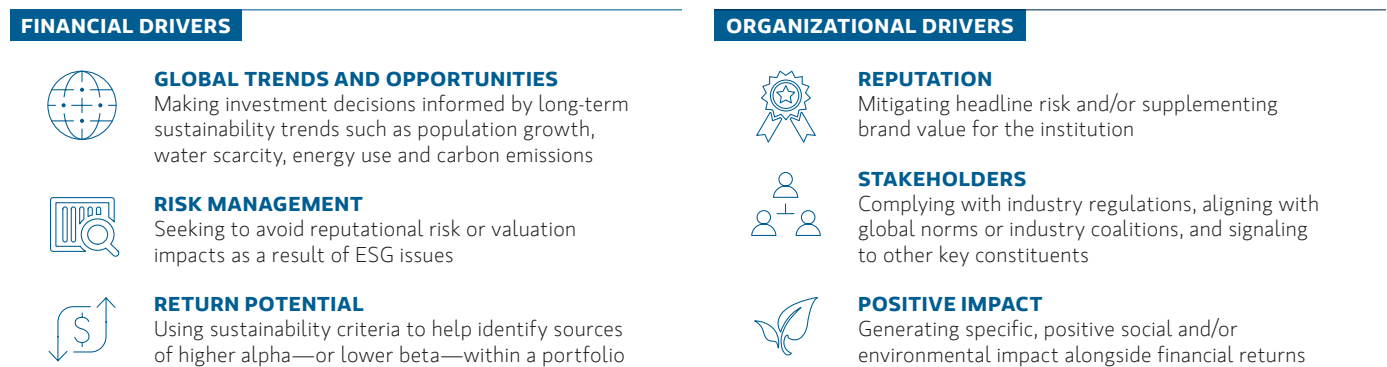 FINANCIAL DRIVERS
GLOBAL TRENDS AND OPPORTUNITIES
Making investment decisions informed by long-term
sustainability trends such as population growth,
water scarcity, energy use and carbon emissions
RISK MANAGEMENT
Seeking to avoid reputational risk or valuation
impacts as a result of ESG issues
RETURN POTENTIAL
Using sustainability criteria to help identify sources
of higher alpha—or lower beta—within a portfolio
ORGANIZATIONAL DRIVERS
REPUTATION
Mitigating headline risk and/or supplementing
brand value for the institution
STAKEHOLDERS
Complying with industry regulations, aligning with
global norms or industry coalitions, and signaling
to other key constituents
POSITIVE IMPACT
Generating specific, positive social and/or
environmental impact alongside financial returns